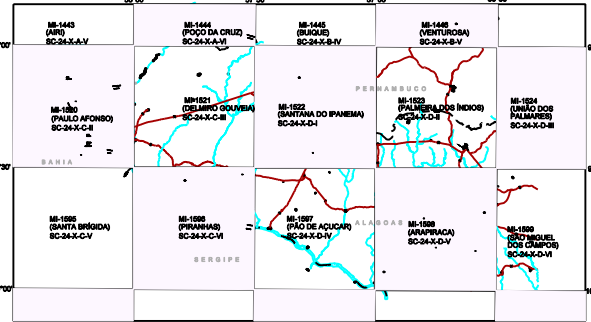 MI-1443
(AIRI)
SC-24-X-A-V
MI-1444
(POÇO DA CRUZ)
SC-24-X-A-VI
MI-1445
(BUIQUE)
SC-24-X-B-IV
MI-1446
(VENTUROSA)
SC-24-X-B-V
PERNAMBUCO
MI-1520
(PAULO AFONSO)
SC-24-X-C-II
MI-1521
(DELMIRO GOUVEIA)
SC-24-X-C-III
MI-1522
(SANTANA DO IPANEMA)
SC-24-X-D-I
MI-1523
(PALMEIRA DOS ÍNDIOS)
SC-24-X-D-II
MI-1524
(UNIÃO DOS
PALMARES)
SC-24-X-D-III
BAHIA
MI-1595
(SANTA BRÍGIDA)
SC-24-X-C-V
MI-1596
(PIRANHAS)
SC-24-X-C-VI
MI-1597
(PÃO DE AÇUCAR)
SC-24-X-D-IV
ALAGOAS
MI-1598
(ARAPIRACA)
SC-24-X-D-V
MI-1599
(SÃO MIGUEL
DOS CAMPOS)
SC-24-X-D-VI
SERGIPE